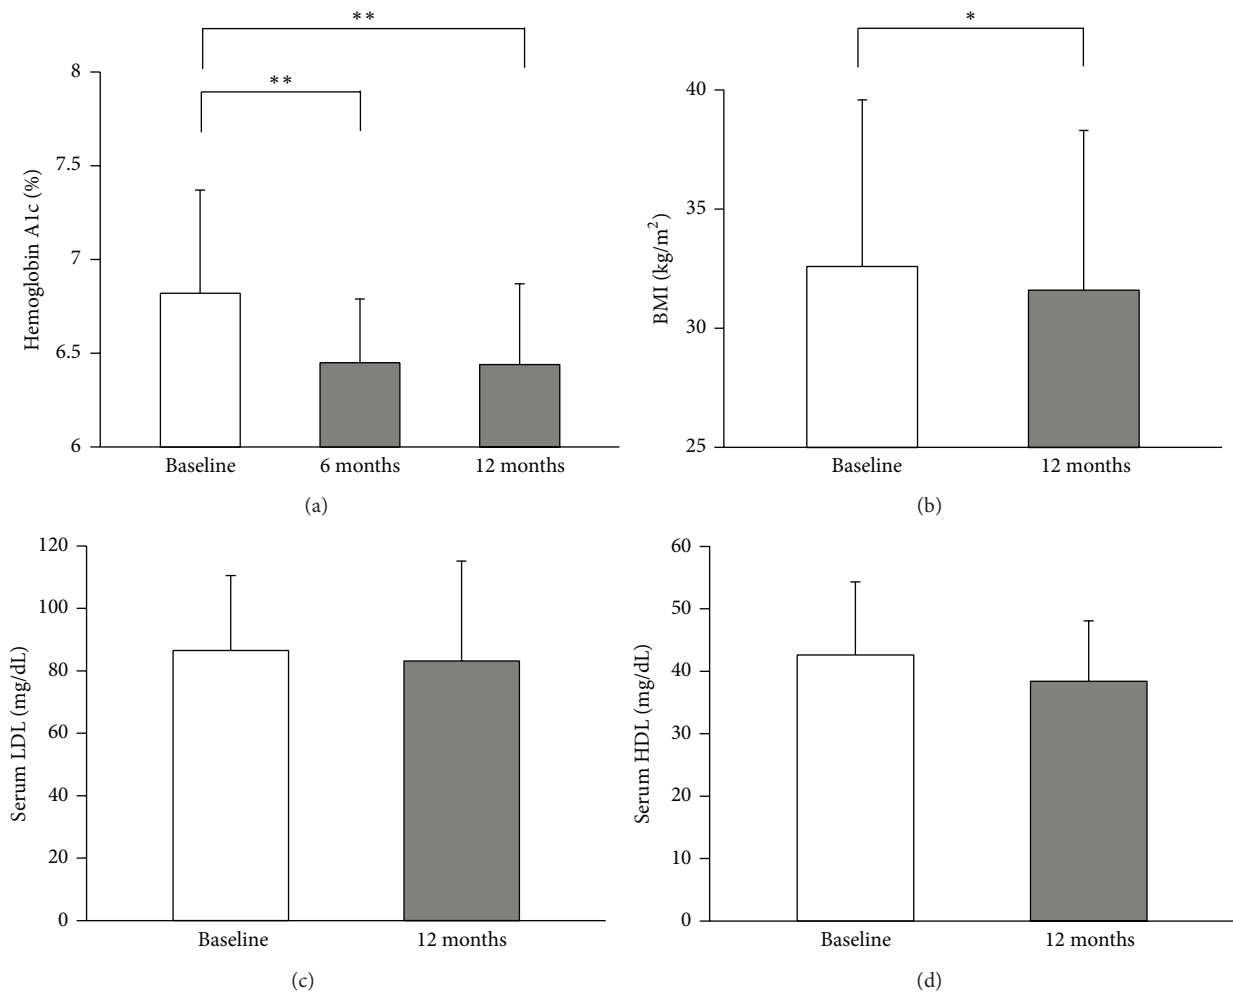 **
**
8
7.5
7
6.5
6
Hemoglobin A1c (%)
Baseline
6 months
12 months
(a)
*
40
35
30
25
BMI (kg/m²)
Baseline
12 months
(b)
120
100
80
60
40
20
0
Serum LDL (mg/dL)
Baseline
12 months
(c)
60
50
40
30
20
10
0
Serum HDL (mg/dL)
Baseline
12 months
(d)